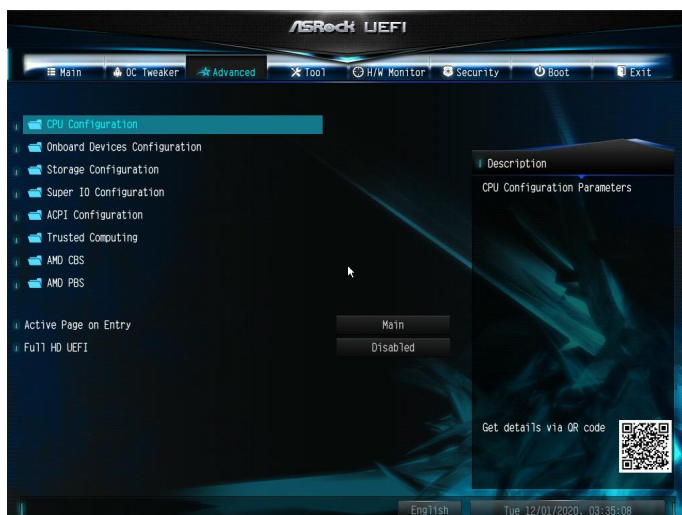 ASRock UEFI
Main OC Tweaker Advanced Tool H/W Monitor Security Boot Exit
CPU Configuration
Onboard Devices Configuration
Storage Configuration
Super IO Configuration
ACPI Configuration
Trusted Computing
AMD CBS
AMD PBS
Active Page on Entry Main
Full HD UEFI Disabled
Description
CPU Configuration Parameters
Get details via QR code
English Tue 12/01/2020, 03:35:08